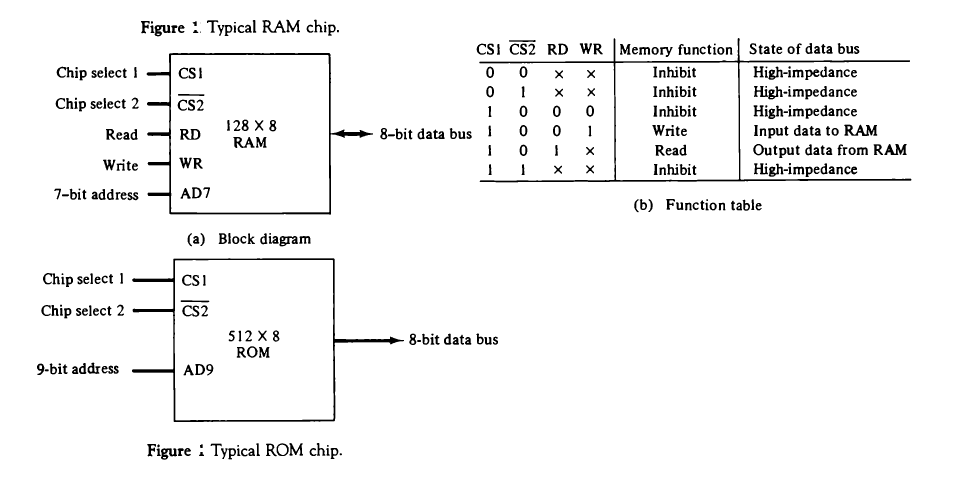 Figure 1. Typical RAM chip.
Chip select 1 CS1
Chip select 2 C̅S̅2̅
Read RD
Write WR
7-bit address AD7
128 × 8
RAM
8-bit data bus
(a) Block diagram
CS1 C̅S̅2̅ RD WR Memory function State of data bus
0 0 × × Inhibit High-impedance
0 1 × × Inhibit High-impedance
1 0 0 0 Inhibit High-impedance
1 0 0 1 Write Input data to RAM
1 0 1 × Read Output data from RAM
1 1 × × Inhibit High-impedance
(b) Function table
Chip select 1 CS1
Chip select 2 C̅S̅2̅
9-bit address AD9
512 × 8
ROM
8-bit data bus
Figure Typical ROM chip.